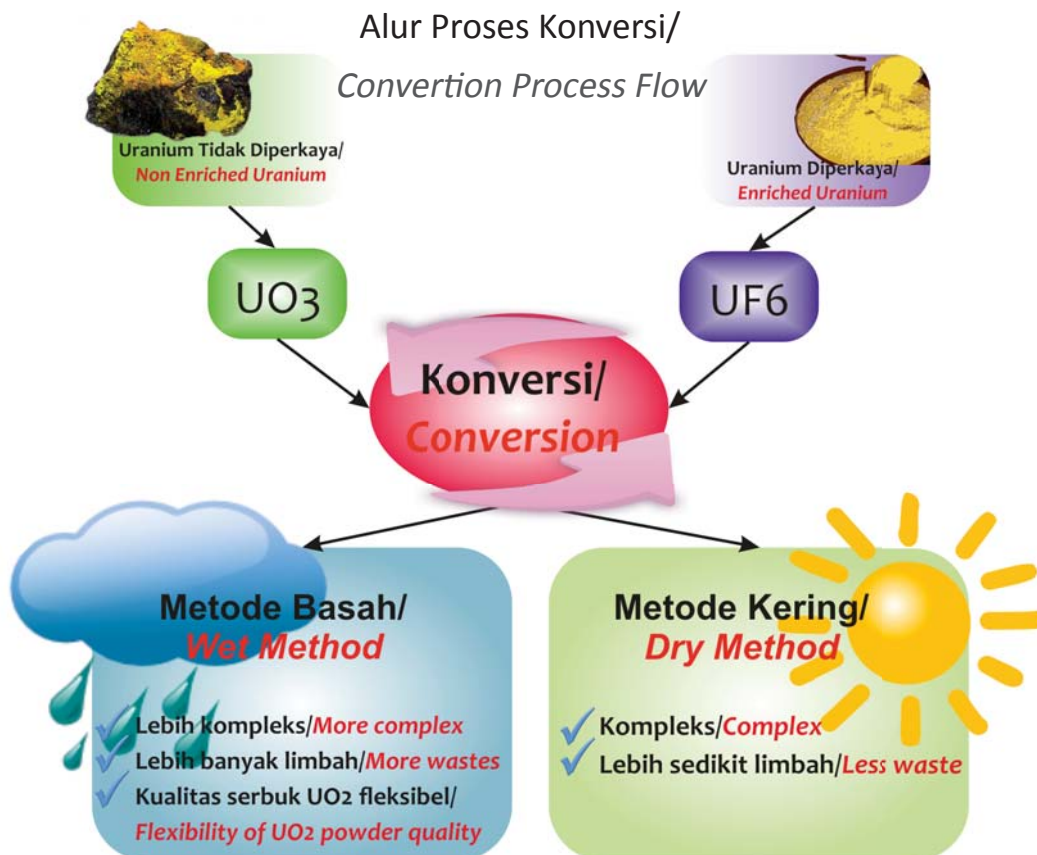 Alur Proses Konversi/
Convertion Process Flow
Uranium Tidak Diperkaya/
Non Enriched Uranium
Uranium Diperkaya/
Enriched Uranium
UO3
UF6
Konversi/
Conversion
Metode Basah/
Wet Method
Lebih kompleks/More complex
Lebih banyak limbah/More wastes
Kualitas serbuk UO2 fleksibel/
Flexibility of UO2 powder quality
Metode Kering/
Dry Method
Kompleks/Complex
Lebih sedikit limbah/Less waste